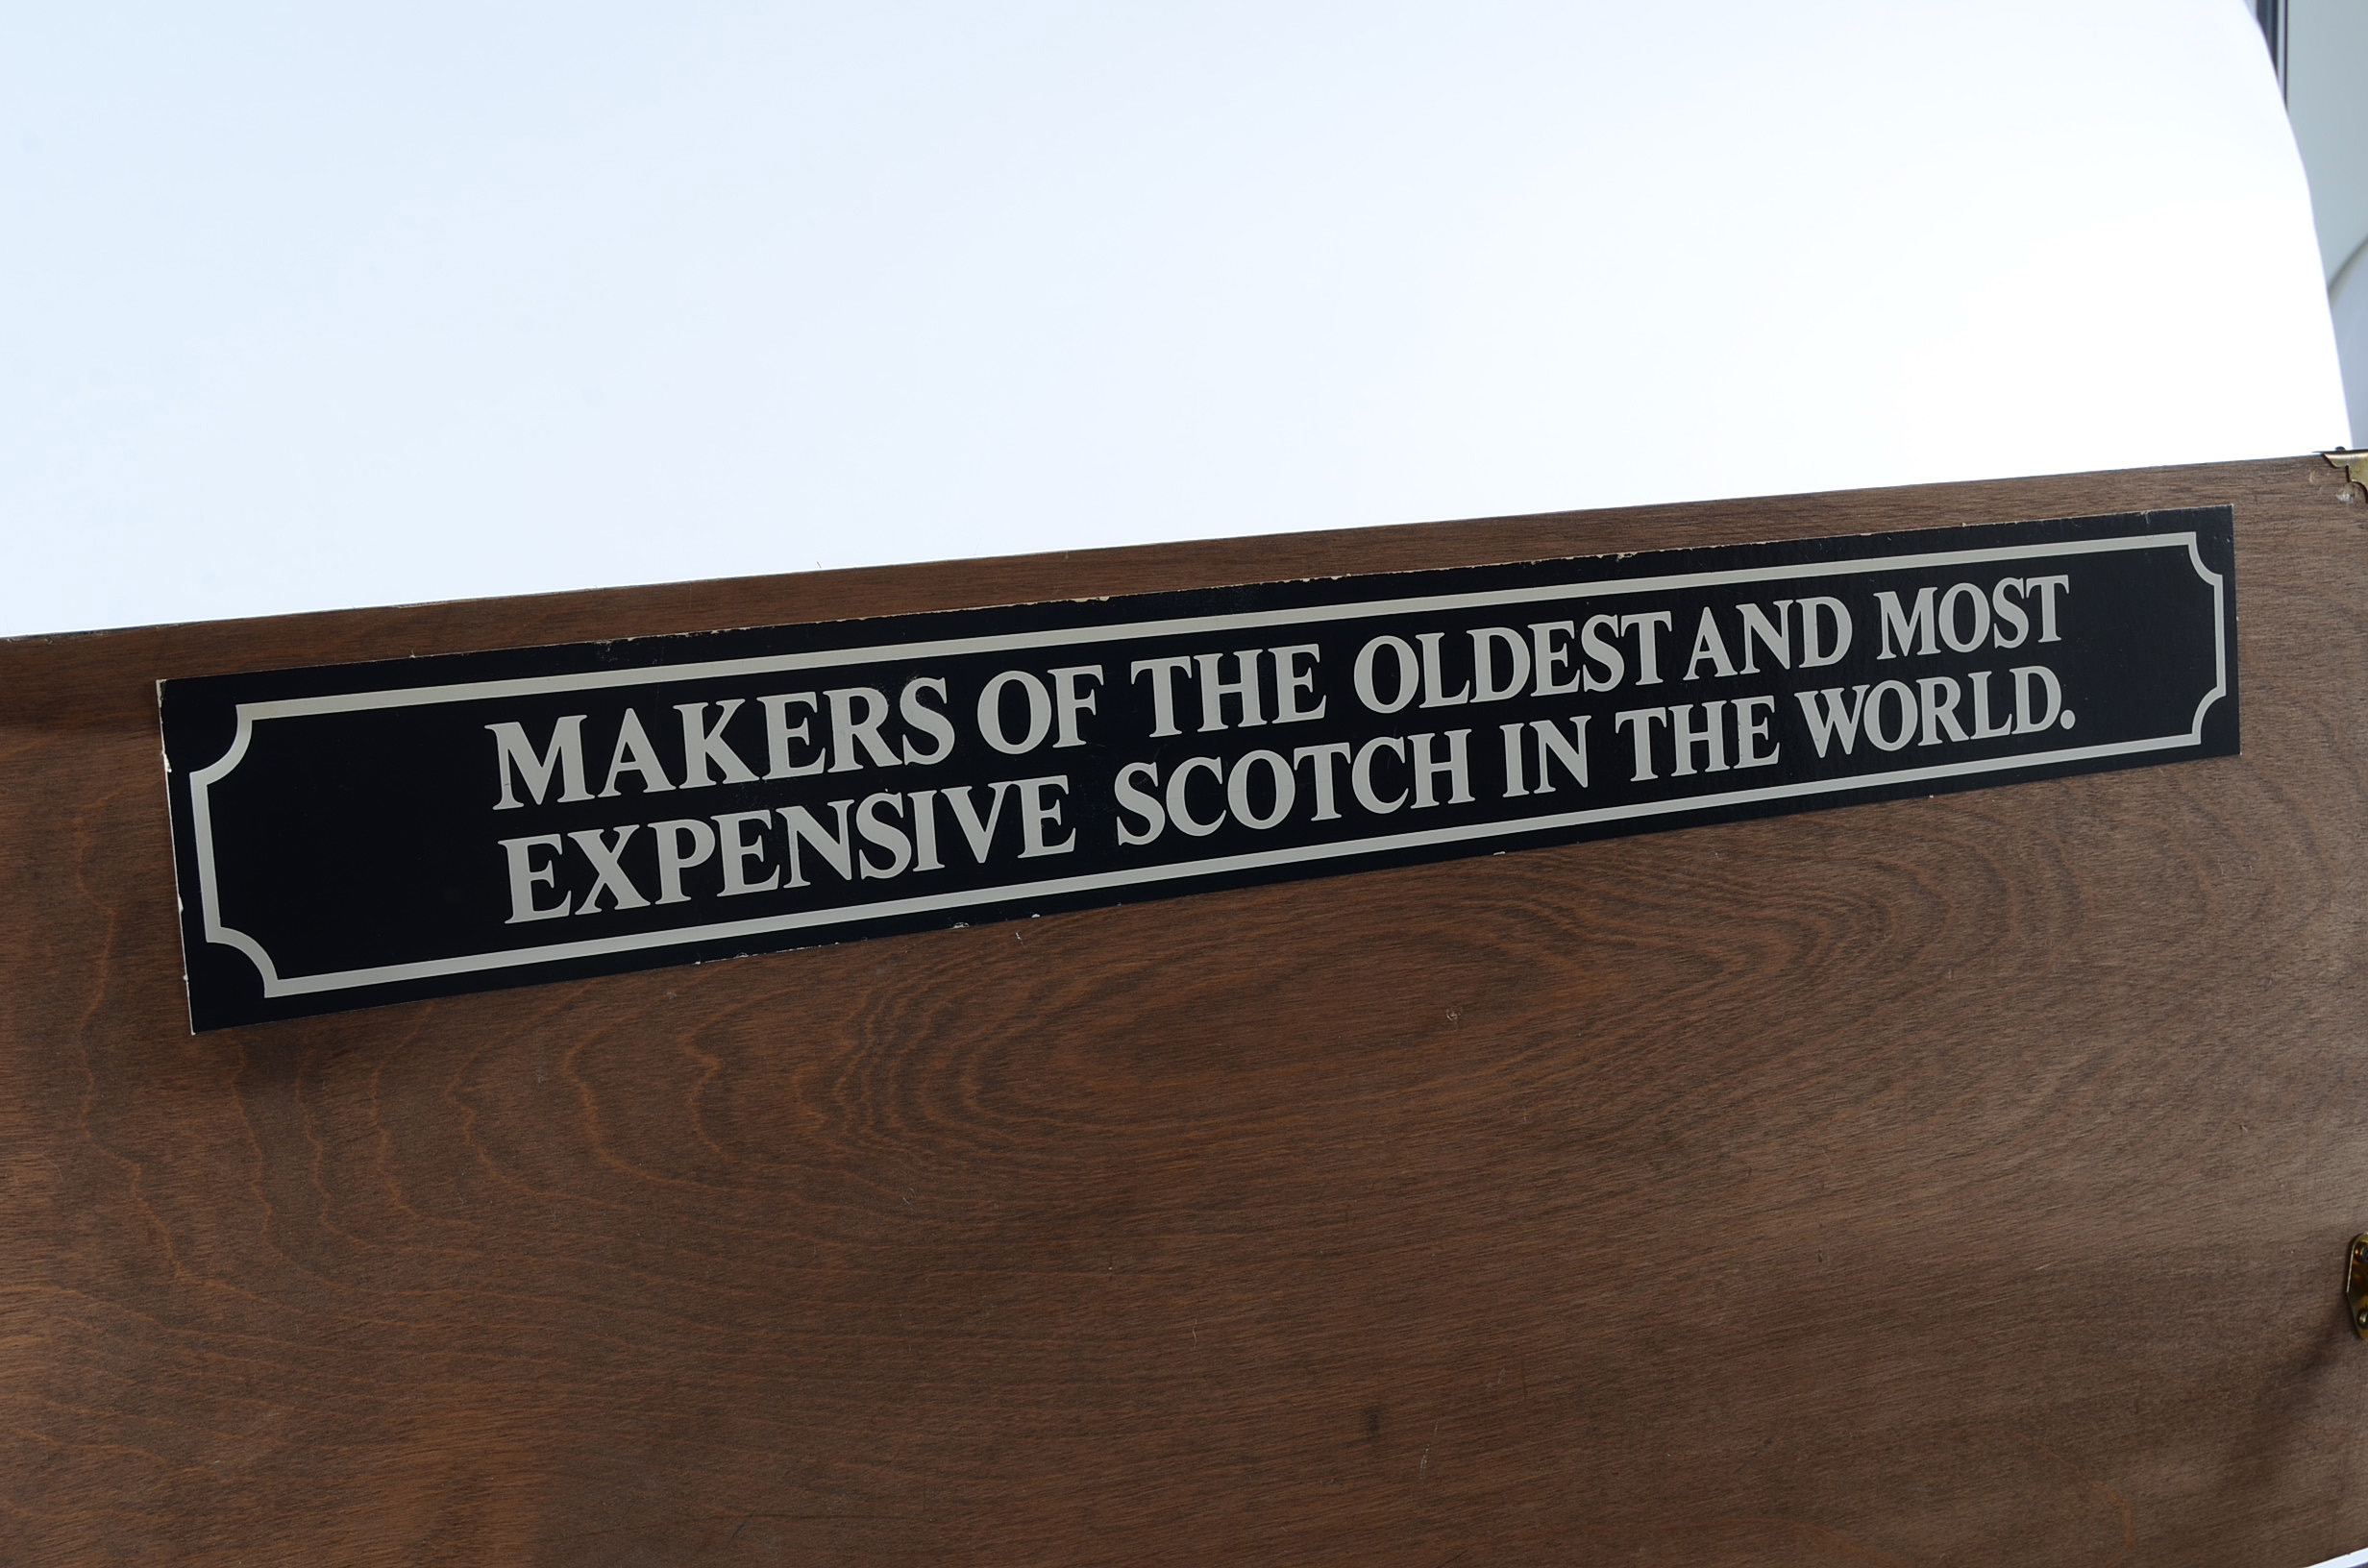 MAKERS OF THE OLDEST AND MOST
EXPENSIVE SCOTCH IN THE WORLD.